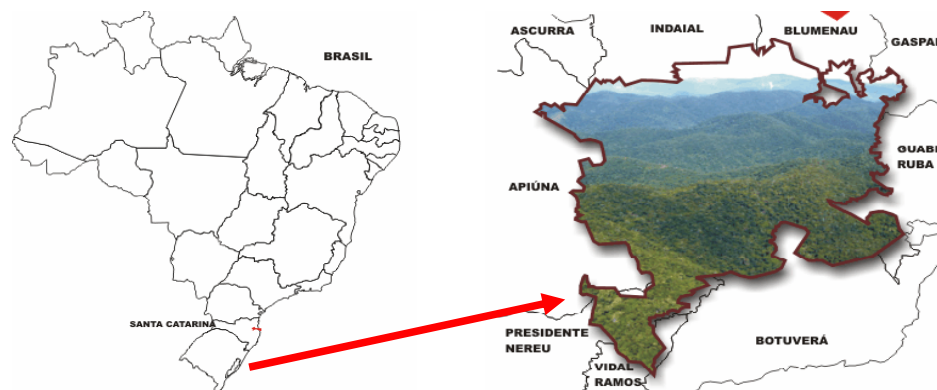 BRASIL
SANTA CATARINA
ASCURRA
INDAIAL
BLUMENAU
GASPAR
GUABI
RUBA
APIÚNA
PRESIDENTE
NEREU
VIDAL
RAMOS
BOTUVERÁ